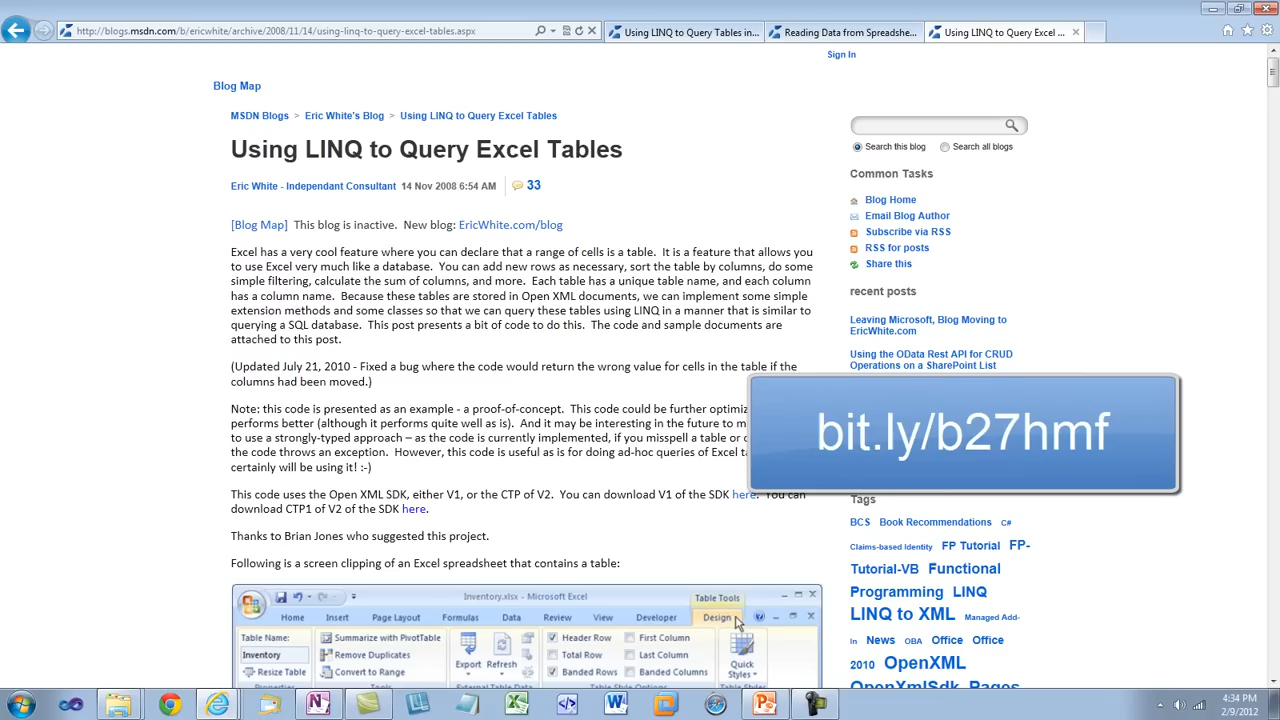 http://blogs.msdn.com/b/ericwhite/archive/2008/11/14/using-linq-to-query-excel-tables.aspx
Using LINQ to Query Tables in...
Reading Data from Spreadshe...
Using LINQ to Query Excel ...
Sign In
Blog Map
MSDN Blogs > Eric White's Blog > Using LINQ to Query Excel Tables
Using LINQ to Query Excel Tables
Eric White - Independant Consultant 14 Nov 2008 6:54 AM 33
[Blog Map] This blog is inactive. New blog: EricWhite.com/blog
Excel has a very cool feature where you can declare that a range of cells is a table. It is a feature that allows you
to use Excel very much like a database. You can add new rows as necessary, sort the table by columns, do some
simple filtering, calculate the sum of columns, and more. Each table has a unique table name, and each column
has a column name. Because these tables are stored in Open XML documents, we can implement some simple
extension methods and some classes so that we can query these tables using LINQ in a manner that is similar to
querying a SQL database. This post presents a bit of code to do this. The code and sample documents are
attached to this post.
(Updated July 21, 2010 - Fixed a bug where the code would return the wrong value for cells in the table if the
columns had been moved.)
Note: this code is presented as an example - a proof-of-concept. This code could be further optimiz
performs better (although it performs quite well as is). And it may be interesting in the future to m
to use a strongly-typed approach – as the code is currently implemented, if you misspell a table or c
the code throws an exception. However, this code is useful as is for doing ad-hoc queries of Excel ta
certainly will be using it! :-)
This code uses the Open XML SDK, either V1, or the CTP of V2. You can download V1 of the SDK here. You can
download CTP1 of V2 of the SDK here.
Thanks to Brian Jones who suggested this project.
Following is a screen clipping of an Excel spreadsheet that contains a table:
Inventory.xlsx - Microsoft Excel
Table Tools
Home Insert Page Layout Formulas Data Review View Developer Design
Table Name:
Inventory
Resize Table
Properties
Summarize with PivotTable
Remove Duplicates
Convert to Range
Tools
Export Refresh
External Table Data
Header Row First Column
Total Row Last Column
Banded Rows Banded Columns
Table Style Options
Quick
Styles
Table Styles
Search this blog Search all blogs
Common Tasks
Blog Home
Email Blog Author
Subscribe via RSS
RSS for posts
Share this
recent posts
Leaving Microsoft, Blog Moving to
EricWhite.com
Using the OData Rest API for CRUD
Operations on a SharePoint List
bit.ly/b27hmf
Tags
BCS Book Recommendations C#
Claims-based Identity FP Tutorial FP-
Tutorial-VB Functional
Programming LINQ
LINQ to XML Managed Add-
In News OBA Office Office
2010 OpenXML
OpenXmlSdk Pages
4:34 PM
2/9/2012